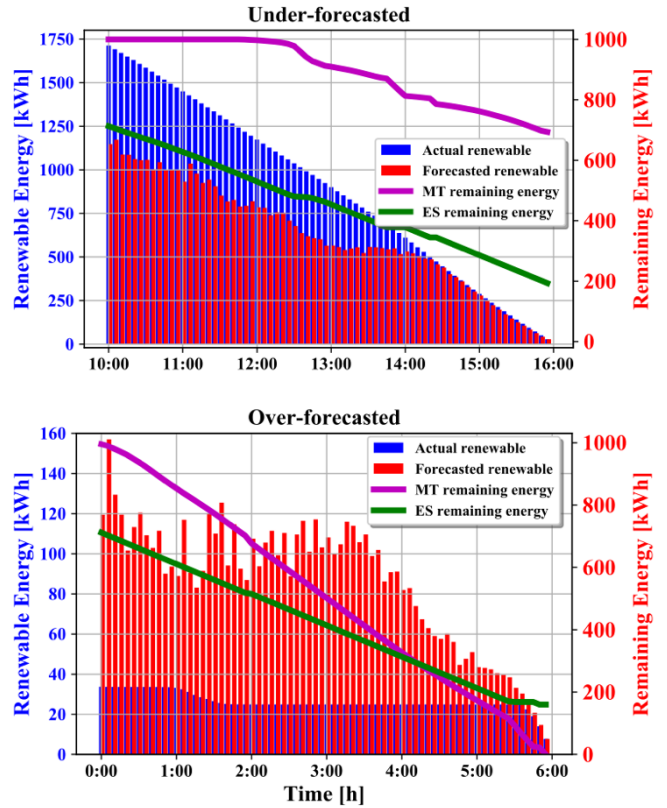 Under-forecasted
Renewable Energy [kWh]
1750
1500
1250
1000
750
500
250
0
10:00 11:00 12:00 13:00 14:00 15:00 16:00
1000
800
600
400
200
0
Remaining Energy [kWh]
Actual renewable
Forecasted renewable
MT remaining energy
ES remaining energy
Over-forecasted
Renewable Energy [kWh]
160
140
120
100
80
60
40
20
0
0:00 1:00 2:00 3:00 4:00 5:00 6:00
Time [h]
1000
800
600
400
200
0
Remaining Energy [kWh]
Actual renewable
Forecasted renewable
MT remaining energy
ES remaining energy